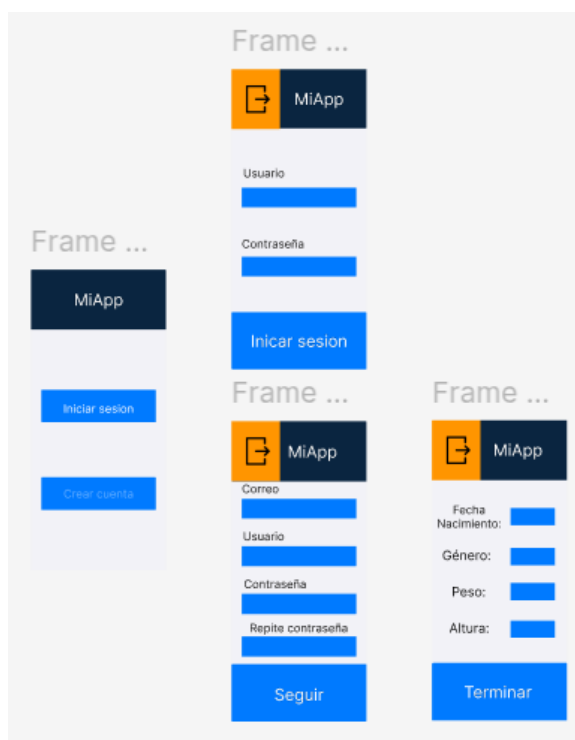 Frame ...
MiApp
Iniciar sesion
Crear cuenta
Frame ...
MiApp
Usuario
Contraseña
Inicar sesion
Frame ...
MiApp
Correo
Usuario
Contraseña
Repite contraseña
Seguir
Frame ...
MiApp
Fecha
Nacimiento:
Género:
Peso:
Altura:
Terminar